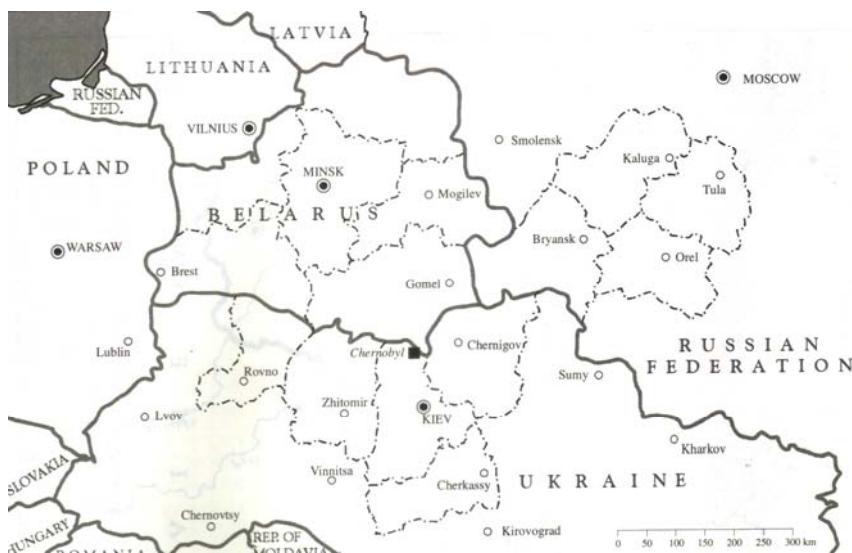 LATVIA
LITHUANIA
MOSCOW
RUSSIAN
FED.
VILNIUS
Smolensk
Kaluga
POLAND
MINSK
Tula
Mogilev
BELARUS
Bryansk
WARSAW
Orel
Brest
Gomel
Chernobyl
Chernigov
Lublin
RUSSIAN
FEDERATION
Rovno
Sumy
Zhitomir
Lvov
KIEV
Kharkov
SLOVAKIA
Vinnitsa
Cherkassy
UKRAINE
Chernovtsy
Kirovograd
HUNGARY
REP. OF
MOLDAVIA
ROMANIA
0 50 100 150 200 250 300 km